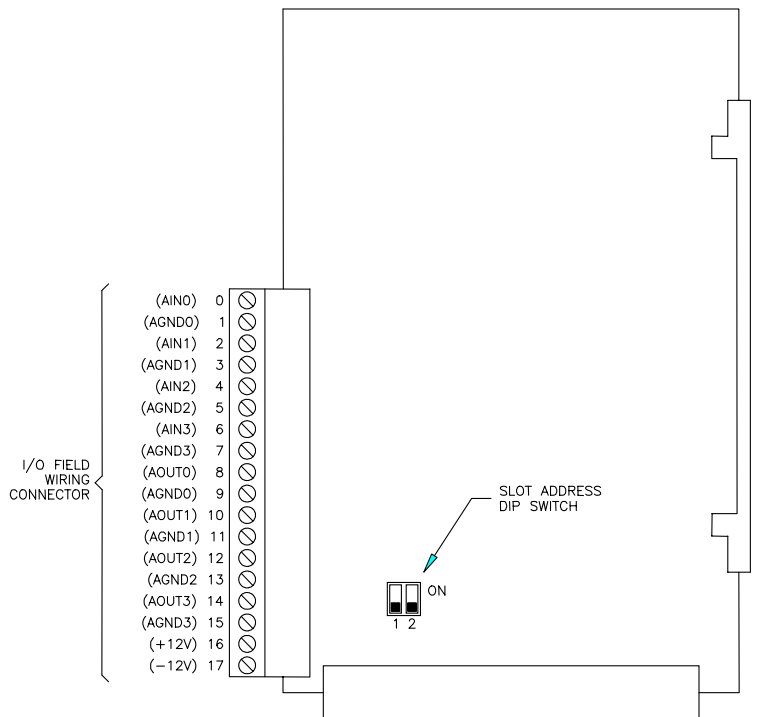 (AIN0) 0
(AGND0) 1
(AIN1) 2
(AGND1) 3
(AIN2) 4
(AGND2) 5
(AIN3) 6
(AGND3) 7
(AOUT0) 8
(AGND0) 9
(AOUT1) 10
(AGND1) 11
(AOUT2) 12
(AGND2 13
(AOUT3) 14
(AGND3) 15
(+12V) 16
(−12V) 17
I/O FIELD
WIRING
CONNECTOR
SLOT ADDRESS
DIP SWITCH
ON
1 2